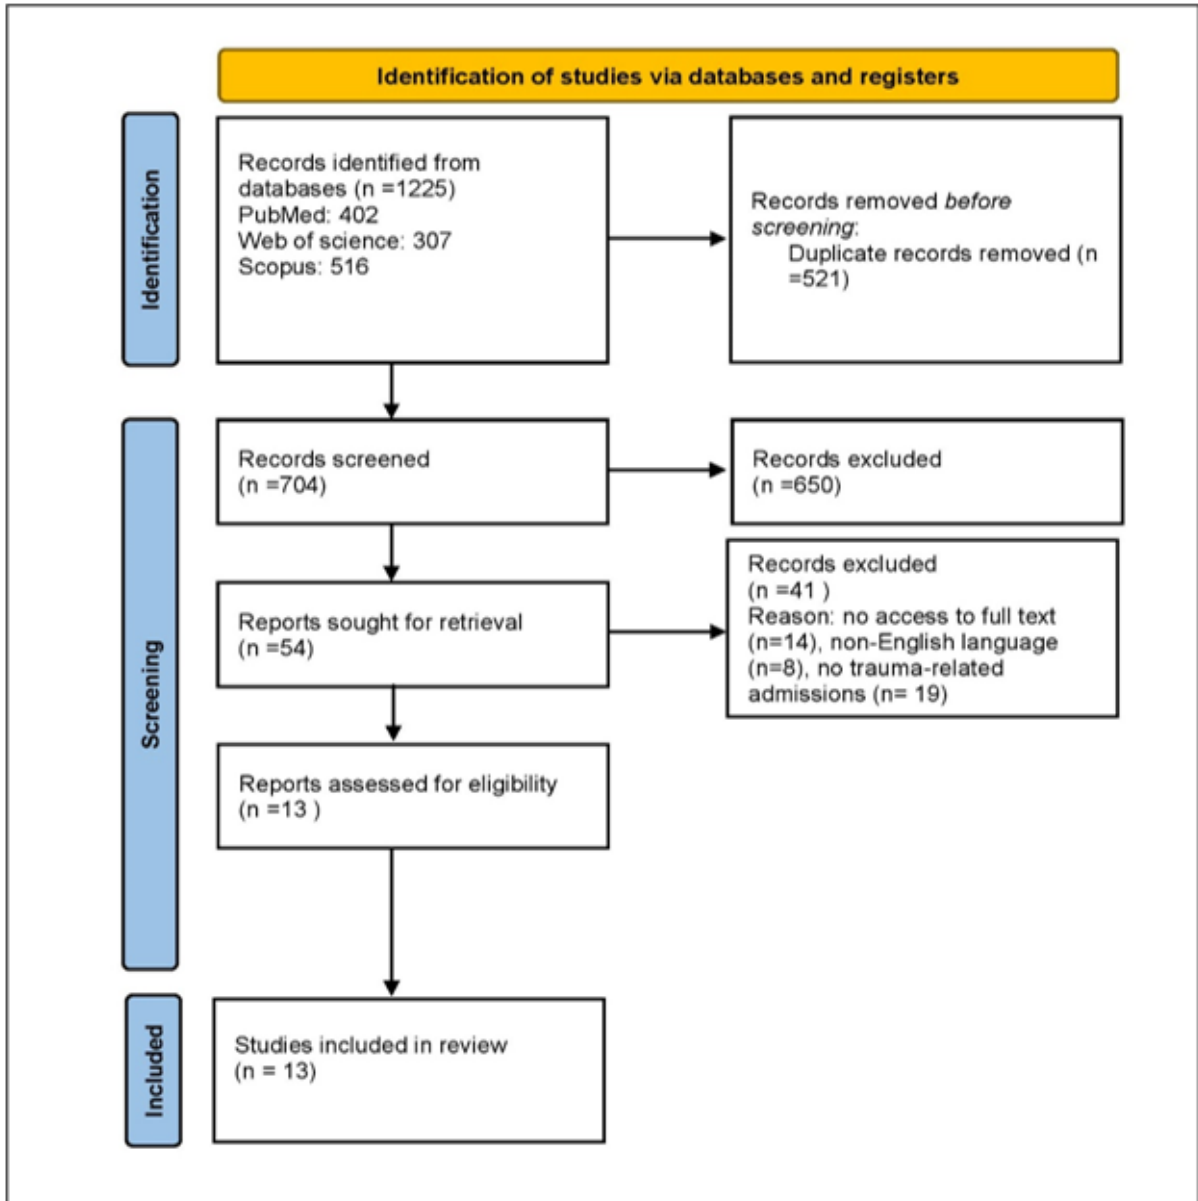 Identification of studies via databases and registers
Identification
Records identified from
databases (n =1225)
PubMed: 402
Web of science: 307
Scopus: 516
Records removed before
screening:
Duplicate records removed (n
=521)
Screening
Records screened
(n =704)
Records excluded
(n =650)
Reports sought for retrieval
(n =54)
Records excluded
(n =41 )
Reason: no access to full text
(n=14), non-English language
(n=8), no trauma-related
admissions (n= 19)
Reports assessed for eligibility
(n =13 )
Included
Studies included in review
(n = 13)